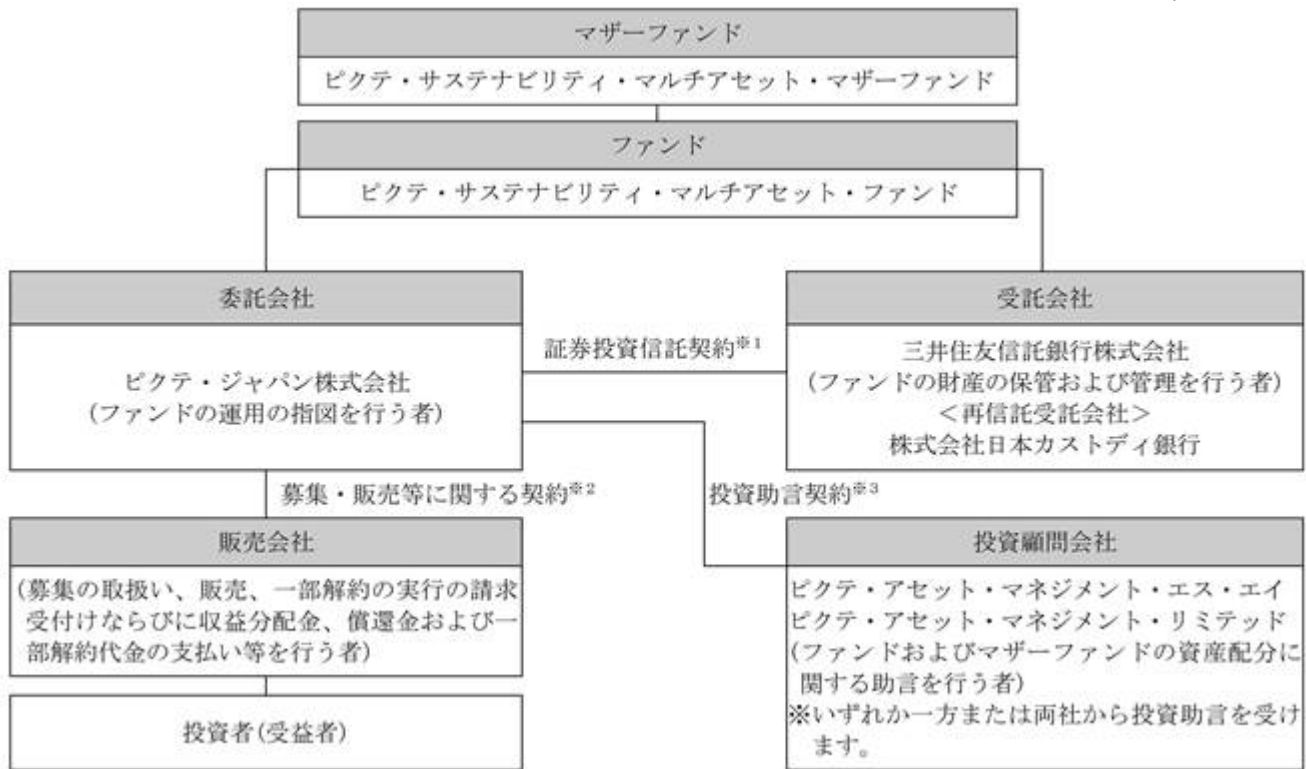 マザーファンド
ピクテ・サステナビリティ・マルチアセット・マザーファンド
ファンド
ピクテ・サステナビリティ・マルチアセット・ファンド
委託会社
ピクテ・ジャパン株式会社
(ファンドの運用の指図を行う者)
証券投資信託契約※1
受託会社
三井住友信託銀行株式会社
(ファンドの財産の保管および管理を行う者)
<再信託受託会社>
株式会社日本カストディ銀行
募集・販売等に関する契約※2
投資助言契約※3
販売会社
(募集の取扱い、販売、一部解約の実行の請求
受付けならびに収益分配金、償還金および一
部解約代金の支払い等を行う者)
投資者(受益者)
投資顧問会社
ピクテ・アセット・マネジメント・エス・エイ
ピクテ・アセット・マネジメント・リミテッド
(ファンドおよびマザーファンドの資産配分に
関する助言を行う者)
※いずれか一方または両社から投資助言を受け
ます。